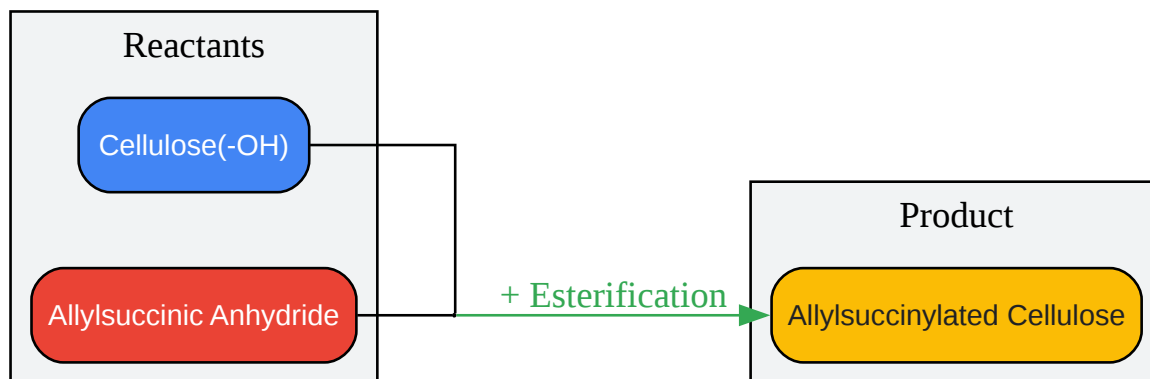 Reactants
Cellulose(-OH)
Allylsuccinic Anhydride
+ Esterification
Product
Allylsuccinylated Cellulose